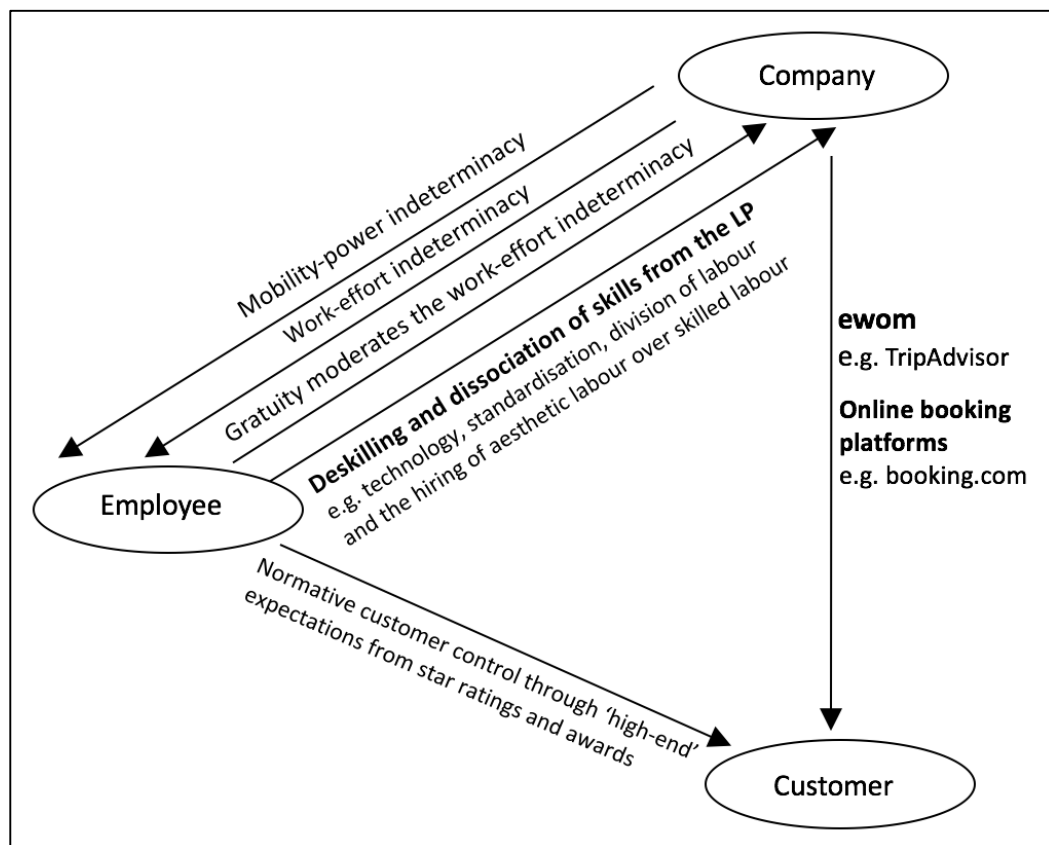 Company
Mobility-power indeterminacy
Work-effort indeterminacy
Gratuity moderates the work-effort indeterminacy
Deskilling and dissociation of skills from the LP
e.g. technology, standardisation, division of labour
and the hiring of aesthetic labour over skilled labour
ewom
e.g. TripAdvisor
Online booking
platforms
e.g. booking.com
Employee
Normative customer control through ‘high-end’
expectations from star ratings and awards
Customer